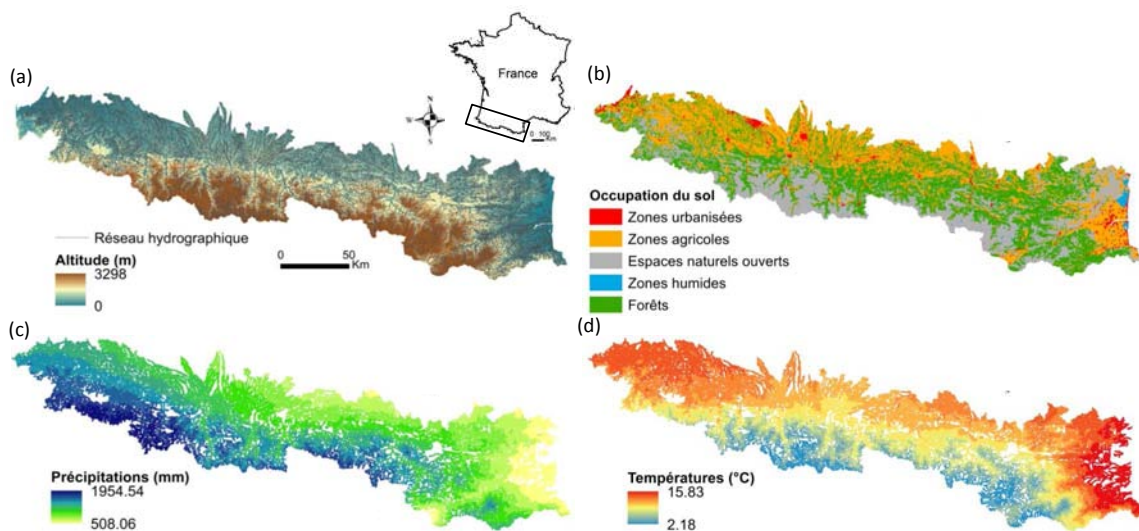 (a)
France
N
S
0 100
Km
Réseau hydrographique
Altitude (m)
3298
0
0 50
Km
(b)
Occupation du sol
Zones urbanisées
Zones agricoles
Espaces naturels ouverts
Zones humides
Forêts
(c)
Précipitations (mm)
1954.54
508.06
(d)
Températures (°C)
15.83
2.18